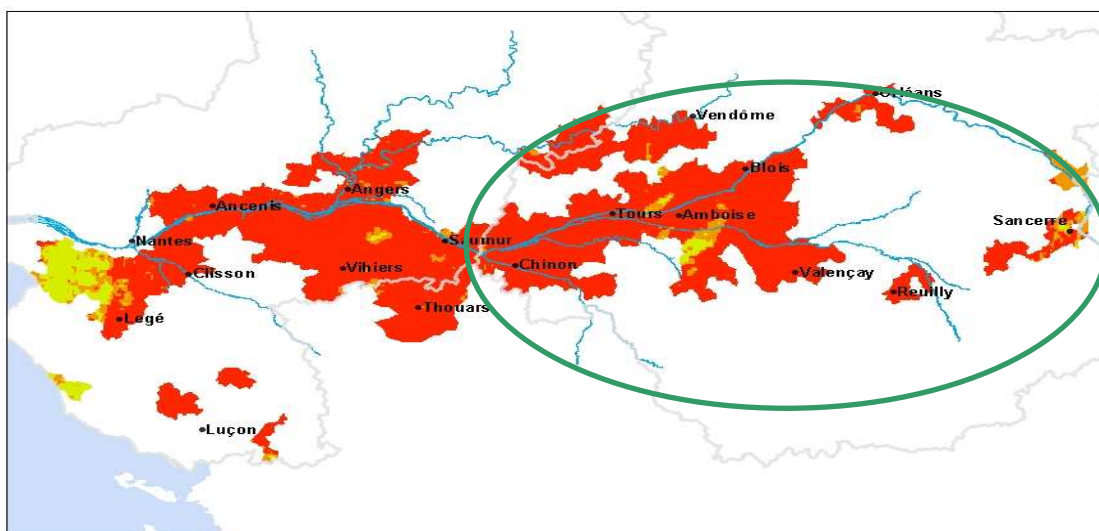 Orléans
Vendôme
Blois
Angers
Ancenis
Tours
Amboise
Sancerre
Nantes
Saumur
Clisson
Vihiers
Chinon
Valençay
Reuilly
Legé
Thouars
Luçon